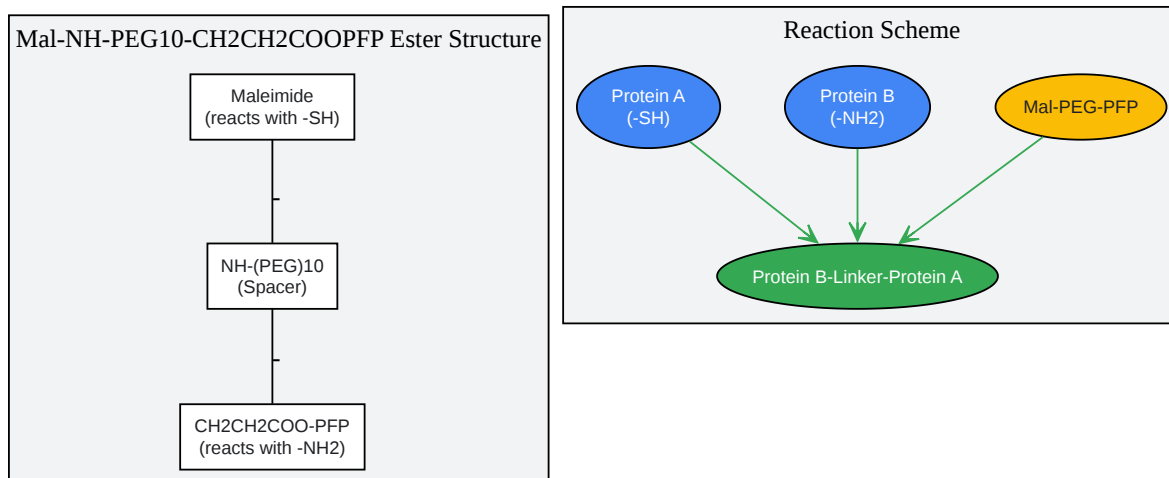 Mal-NH-PEG10-CH2CH2COOPFP Ester Structure
Maleimide
(reacts with -SH)
NH-(PEG)10
(Spacer)
CH2CH2COO-PFP
(reacts with -NH2)
Reaction Scheme
Protein A
(-SH)
Protein B
(-NH2)
Mal-PEG-PFP
Protein B-Linker-Protein A